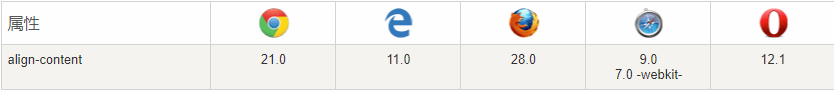 属性
align-content 21.0 11.0 28.0 9.0 12.1
7.0 -webkit-